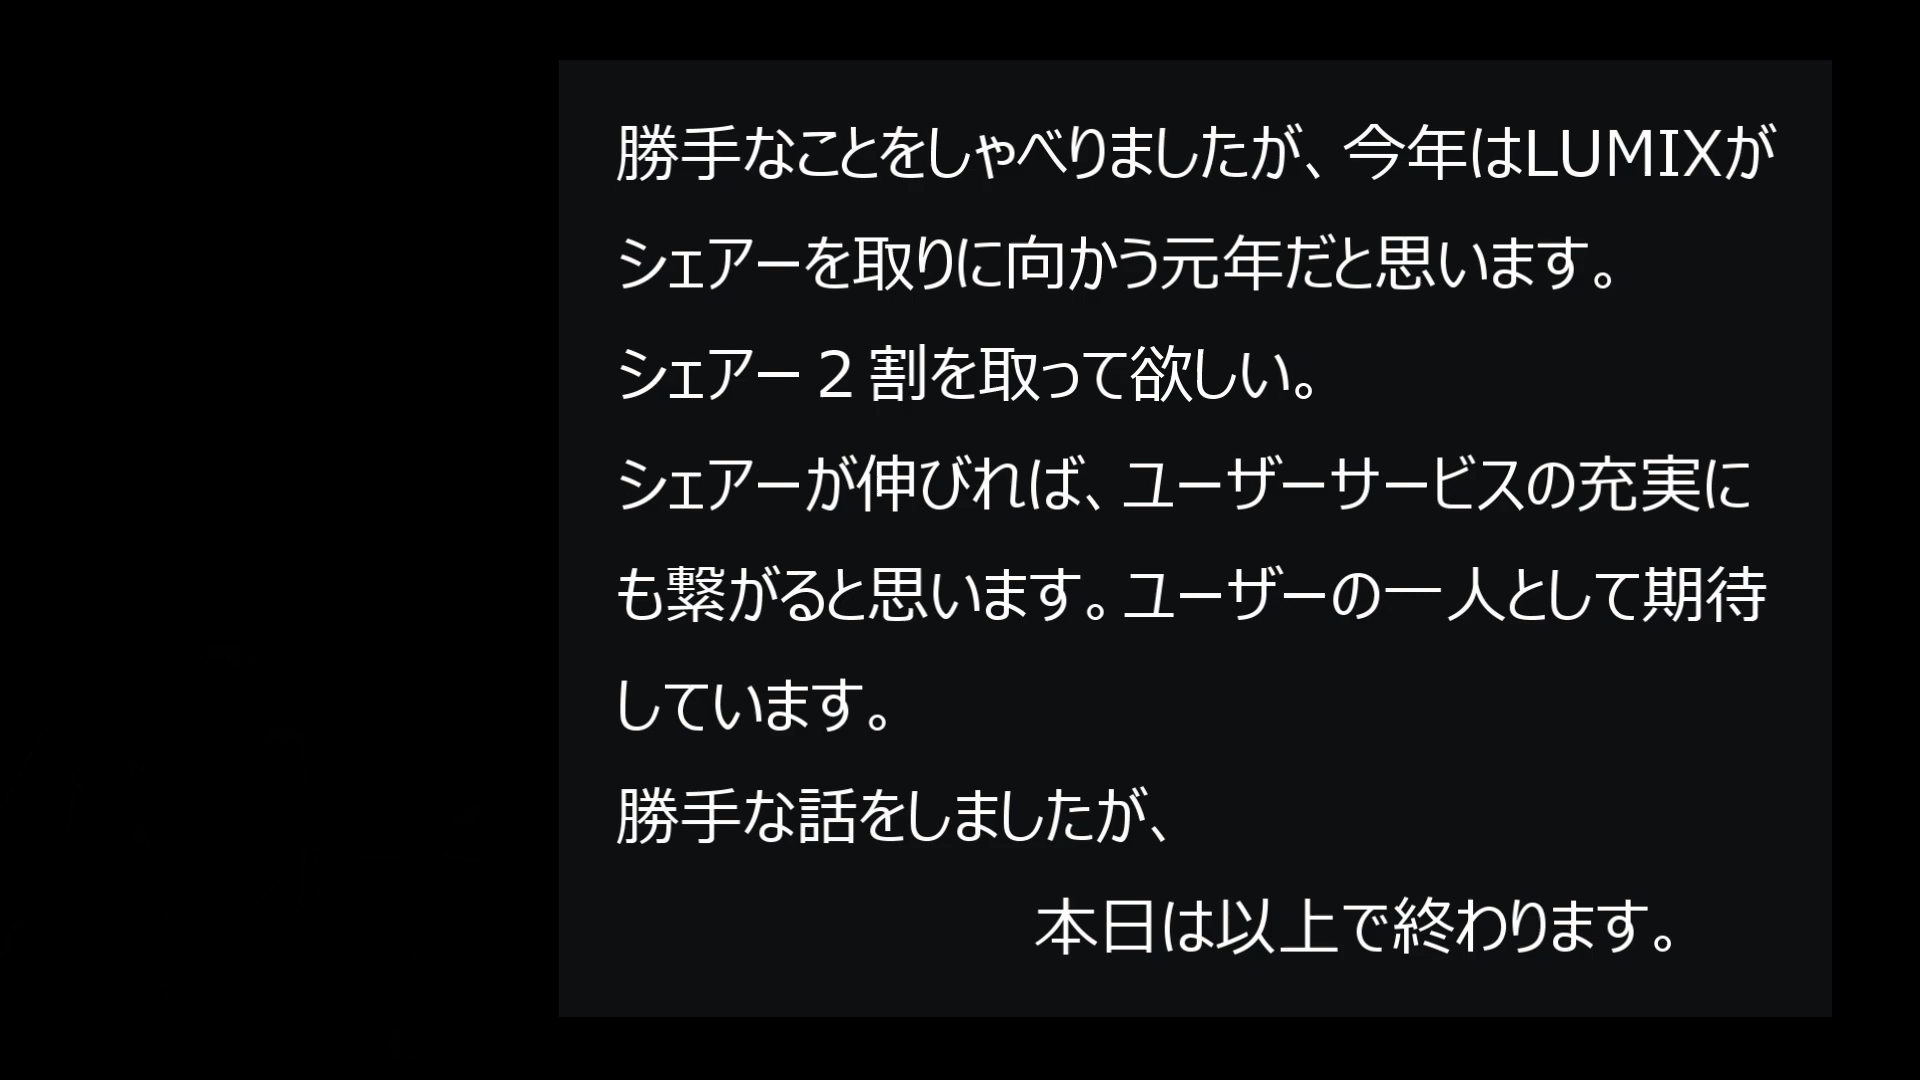 勝手なことをしゃべりましたが、今年はLUMIXが
シェアーを取りに向かう元年だと思います。
シェアー２割を取って欲しい。
シェアーが伸びれば、ユーザーサービスの充実に
も繋がると思います。ユーザーの一人として期待
しています。
勝手な話をしましたが、
本日は以上で終わります。